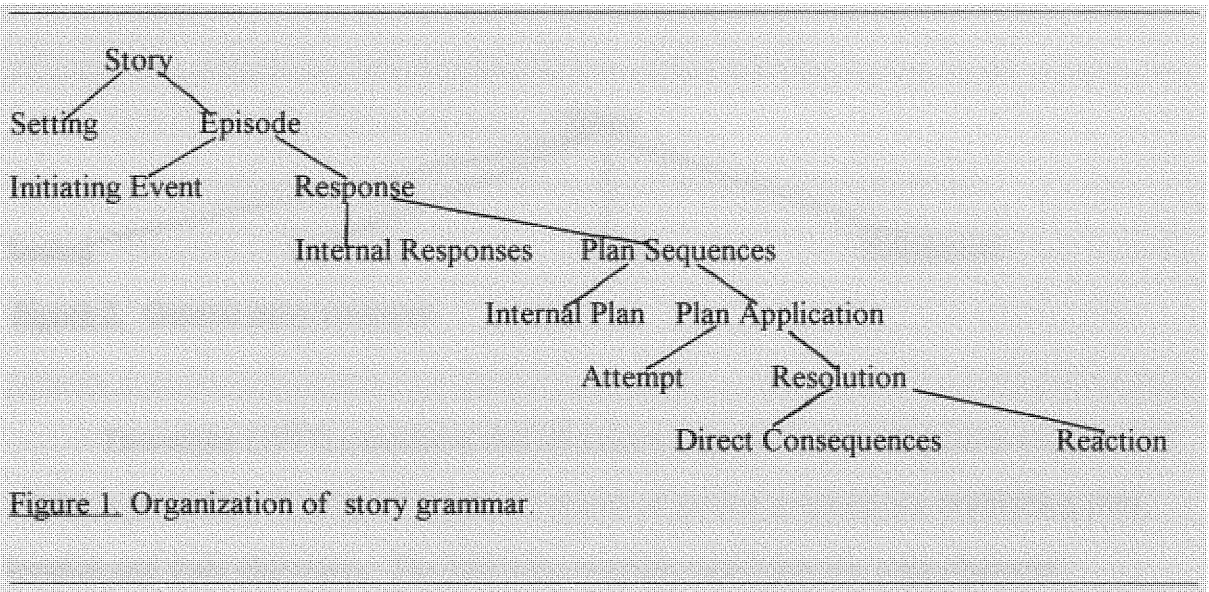 Story
Setting Episode
Initiating Event Response
Internal Responses Plan Sequences
Internal Plan Plan Application
Attempt Resolution
Direct Consequences Reaction
Figure 1. Organization of story grammar.